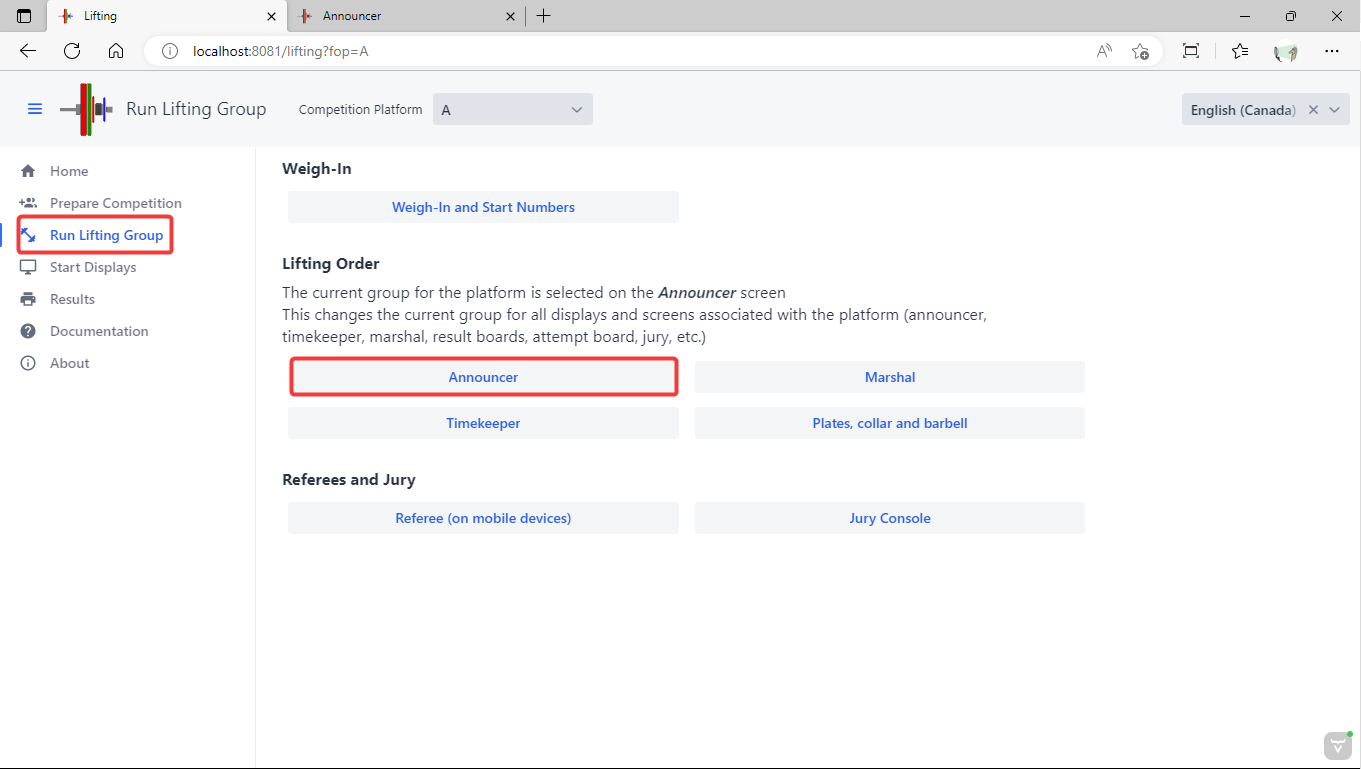 Lifting
Announcer
localhost:8081/lifting?fop=A
Run Lifting Group
Competition Platform
A
English (Canada)
Home
Prepare Competition
Run Lifting Group
Start Displays
Results
Documentation
About
Weigh-In
Weigh-In and Start Numbers
Lifting Order
The current group for the platform is selected on the Announcer screen
This changes the current group for all displays and screens associated with the platform (announcer,
timekeeper, marshal, result boards, attempt board, jury, etc.)
Announcer
Marshal
Timekeeper
Plates, collar and barbell
Referees and Jury
Referee (on mobile devices)
Jury Console